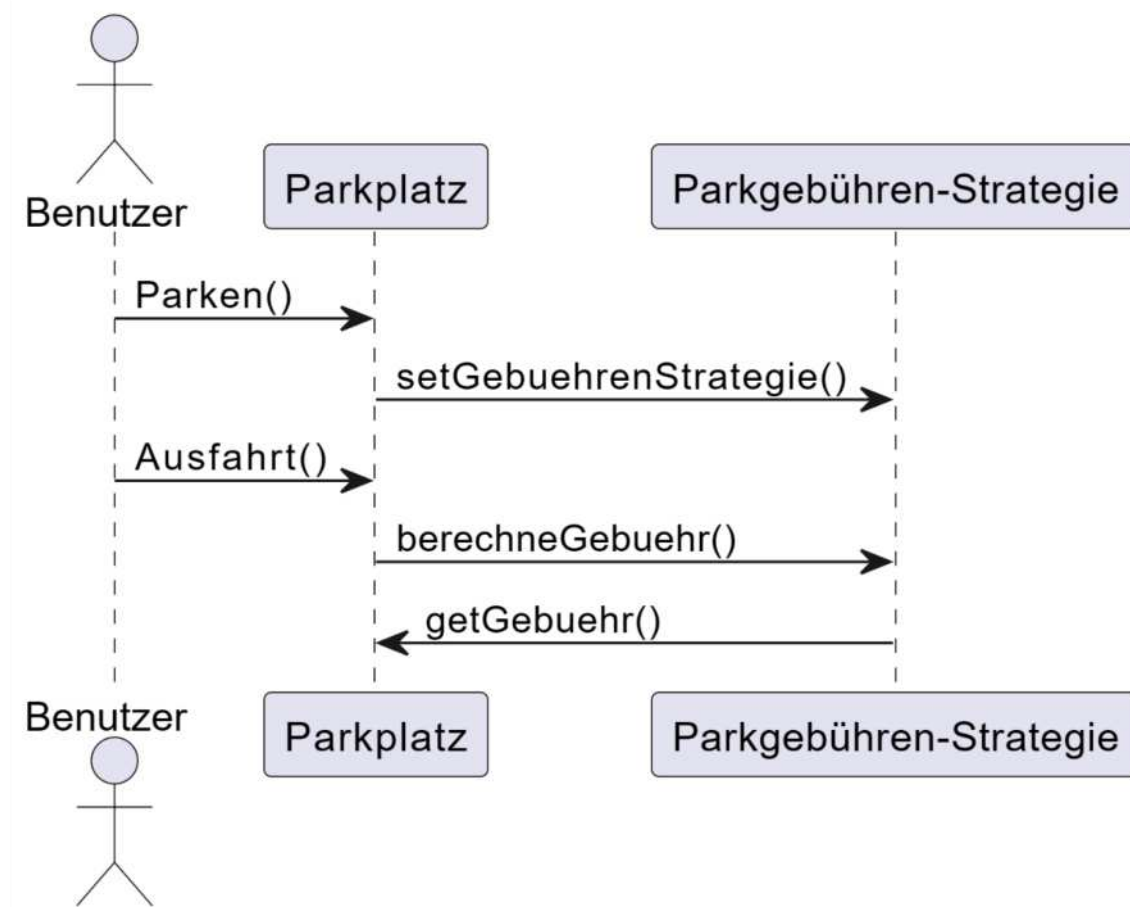 Benutzer
Parkplatz
Parkgebühren-Strategie
Parken()
setGebuehrenStrategie()
Ausfahrt()
berechneGebuehr()
getGebuehr()
Benutzer
Parkplatz
Parkgebühren-Strategie